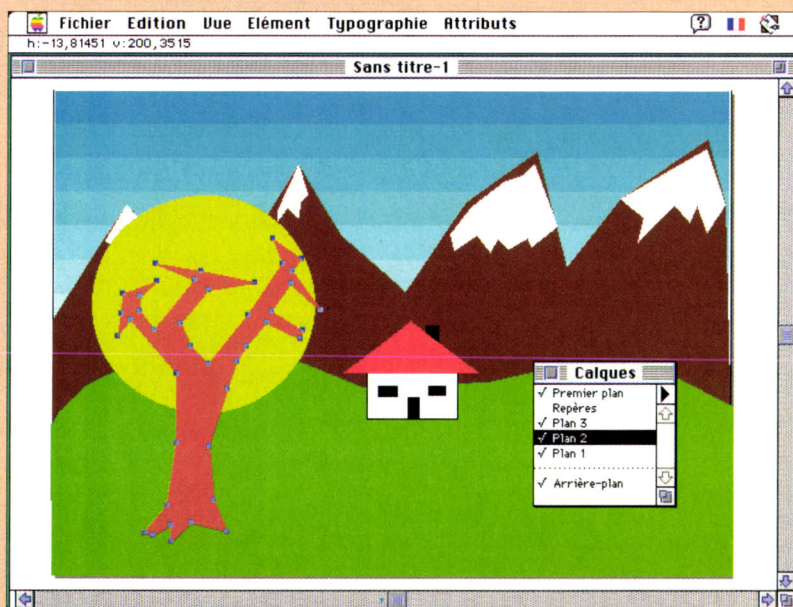 Fichier Edition Vue Elément Typographie Attributs
h:-13,81451 v:200,3515
Sans titre-1
Calques
✓ Premier plan
Repères
✓ Plan 3
✓ Plan 2
✓ Plan 1
✓ Arrière-plan